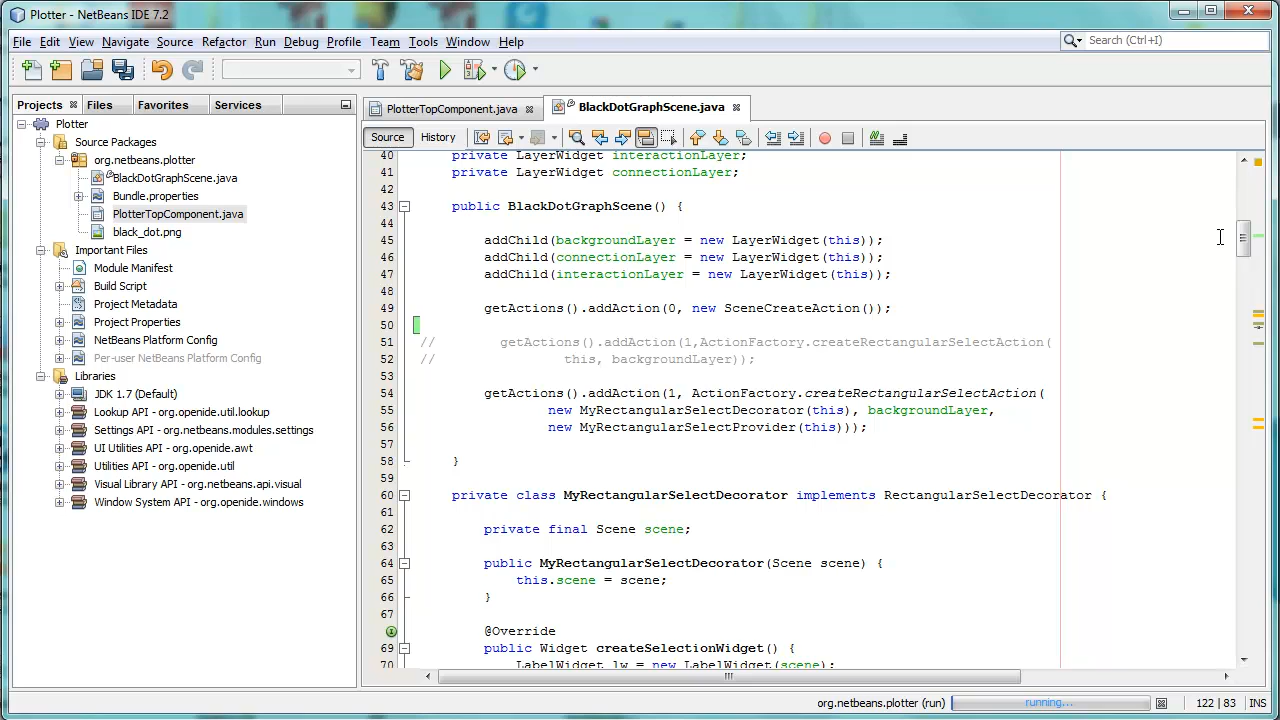 Plotter - NetBeans IDE 7.2
File Edit View Navigate Source Refactor Run Debug Profile Team Tools Window Help
Search (Ctrl+I)
Projects Files Favorites Services
PlotterTopComponent.java BlackDotGraphScene.java
Source History
Plotter
Source Packages
org.netbeans.plotter
BlackDotGraphScene.java
Bundle.properties
PlotterTopComponent.java
black_dot.png
Important Files
Module Manifest
Build Script
Project Metadata
Project Properties
NetBeans Platform Config
Per-user NetBeans Platform Config
Libraries
JDK 1.7 (Default)
Lookup API - org.openide.util.lookup
Settings API - org.netbeans.modules.settings
UI Utilities API - org.openide.awt
Utilities API - org.openide.util
Visual Library API - org.netbeans.api.visual
Window System API - org.openide.windows
40 private LayerWidget interactionLayer;
41 private LayerWidget connectionLayer;
42
43 public BlackDotGraphScene() {
44
45 addChild(backgroundLayer = new LayerWidget(this));
46 addChild(connectionLayer = new LayerWidget(this));
47 addChild(interactionLayer = new LayerWidget(this));
48
49 getActions().addAction(0, new SceneCreateAction());
50
51 // getActions().addAction(1,ActionFactory.createRectangularSelectAction(
52 // this, backgroundLayer));
53
54 getActions().addAction(1, ActionFactory.createRectangularSelectAction(
55 new MyRectangularSelectDecorator(this), backgroundLayer,
56 new MyRectangularSelectProvider(this)));
57
58 }
59
60 private class MyRectangularSelectDecorator implements RectangularSelectDecorator {
61
62 private final Scene scene;
63
64 public MyRectangularSelectDecorator(Scene scene) {
65 this.scene = scene;
66 }
67
@Override
69 public Widget createSelectionWidget() {
70 LabelWidget lw = new LabelWidget(scene);
org.netbeans.plotter (run) running... 122 | 83 INS